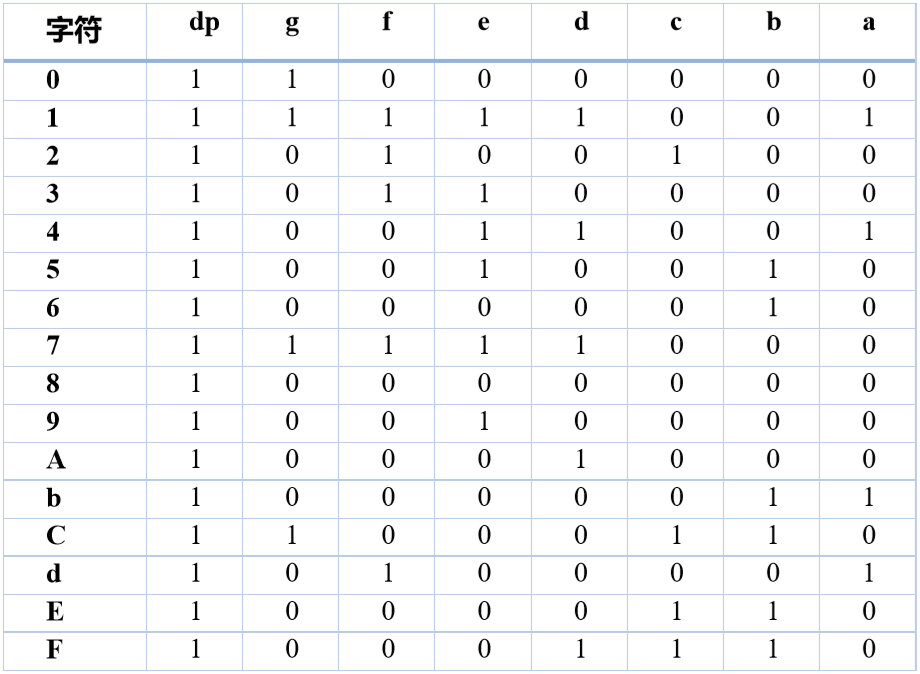 字符 dp g f e d c b a
0 1 1 0 0 0 0 0 0
1 1 1 1 1 1 0 0 1
2 1 0 1 0 0 1 0 0
3 1 0 1 1 0 0 0 0
4 1 0 0 1 1 0 0 1
5 1 0 0 1 0 0 1 0
6 1 0 0 0 0 0 1 0
7 1 1 1 1 1 0 0 0
8 1 0 0 0 0 0 0 0
9 1 0 0 1 0 0 0 0
A 1 0 0 0 1 0 0 0
b 1 0 0 0 0 0 1 1
C 1 1 0 0 0 1 1 0
d 1 0 1 0 0 0 0 1
E 1 0 0 0 0 1 1 0
F 1 0 0 0 1 1 1 0